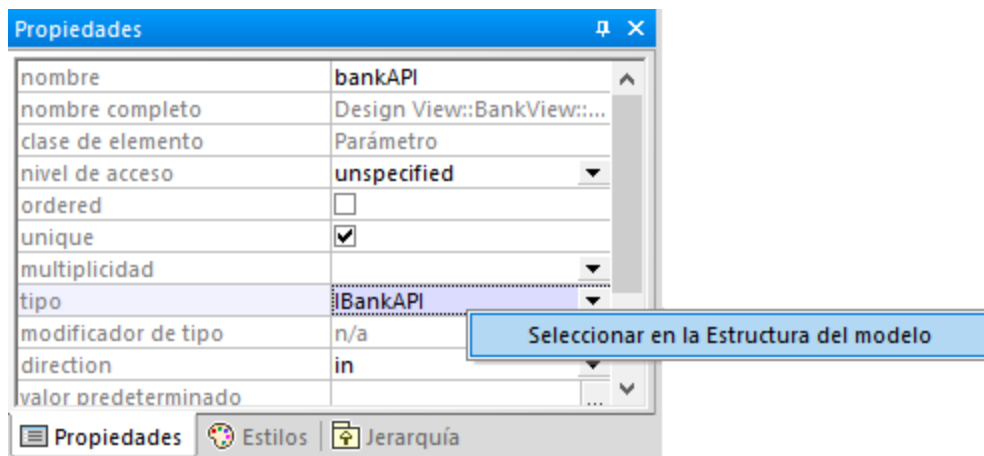 Propiedades
nombre bankAPI
nombre completo Design View::BankView::...
clase de elemento Parámetro
nivel de acceso unspecified
ordered
unique
multiplicidad
tipo IBankAPI
modificador de tipo n/a Seleccionar en la Estructura del modelo
direction in
valor predeterminado ...
Propiedades Estilos Jerarquía